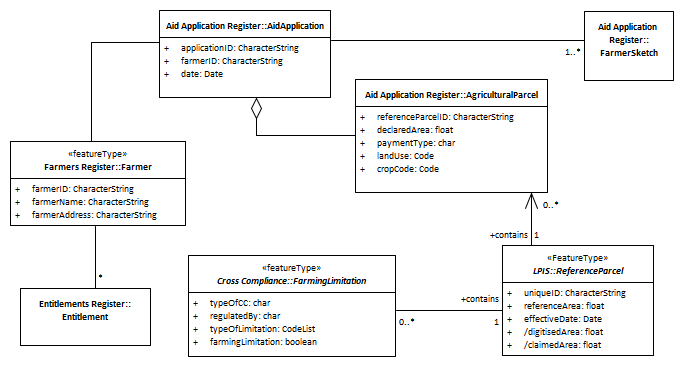 Aid Application Register::AidApplication
+ applicationID: CharacterString
+ farmerID: CharacterString
+ date: Date
Aid Application
Register::
FarmerSketch
1..*
Aid Application Register::AgriculturalParcel
+ referenceParcelID: CharacterString
+ declaredArea: float
+ paymentType: char
+ landUse: Code
+ cropCode: Code
«featureType»
Farmers Register::Farmer
+ farmerID: CharacterString
+ farmerName: CharacterString
+ farmerAddress: CharacterString
0..*
+contains 1
*
Entitlements Register::
Entitlement
«featureType»
Cross Compliance::FarmingLimitation
+ typeOfCC: char
+ regulatedBy: char
+ typeOfLimitation: CodeList
+ farmingLimitation: boolean
+contains
0..* 1
«FeatureType»
LPIS::ReferenceParcel
+ uniqueID: CharacterString
+ referenceArea: float
+ effectiveDate: Date
+ /digitisedArea: float
+ /claimedArea: float